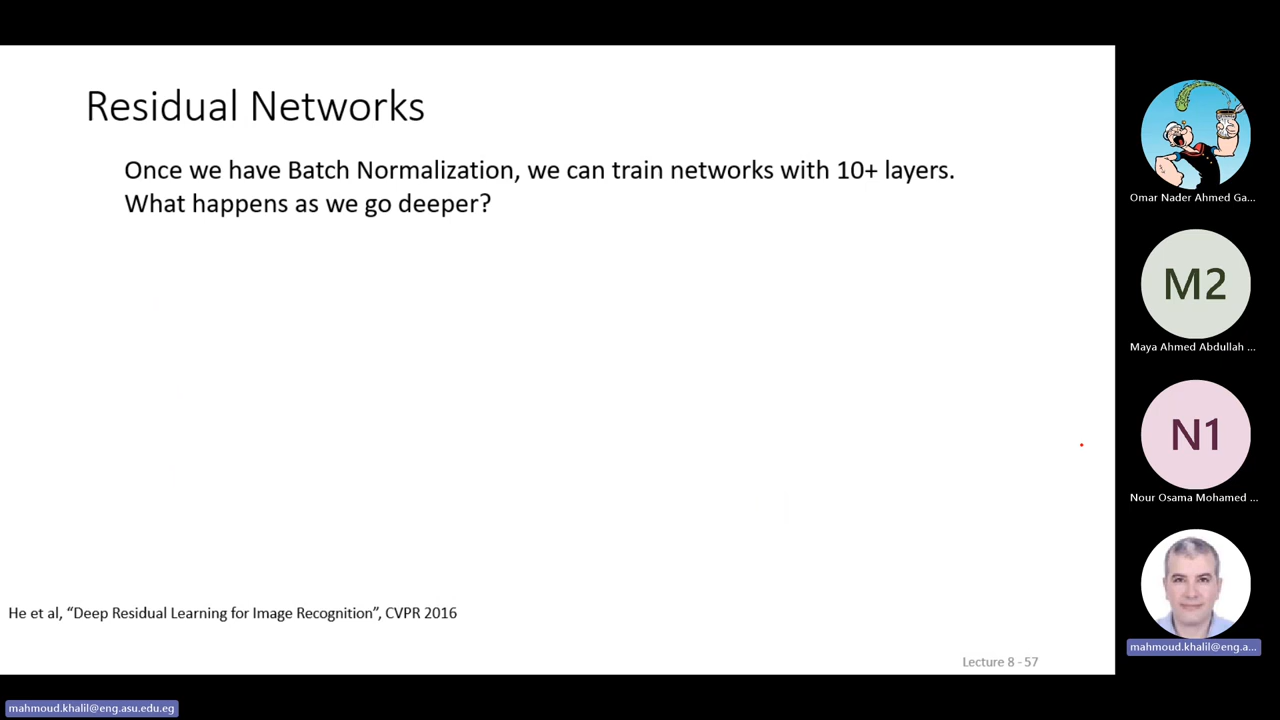 Residual Networks
Once we have Batch Normalization, we can train networks with 10+ layers.
What happens as we go deeper?
He et al, “Deep Residual Learning for Image Recognition”, CVPR 2016
Lecture 8 - 57
Omar Nader Ahmed Ga...
M2
Maya Ahmed Abdullah ...
N1
Nour Osama Mohamed ...
mahmoud.khalil@eng.a...
mahmoud.khalil@eng.asu.edu.eg